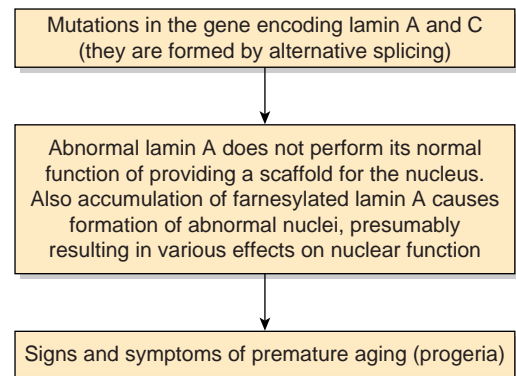 Mutations in the gene encoding lamin A and C
(they are formed by alternative splicing)
Abnormal lamin A does not perform its normal
function of providing a scaffold for the nucleus.
Also accumulation of farnesylated lamin A causes
formation of abnormal nuclei, presumably
resulting in various effects on nuclear function
Signs and symptoms of premature aging (progeria)